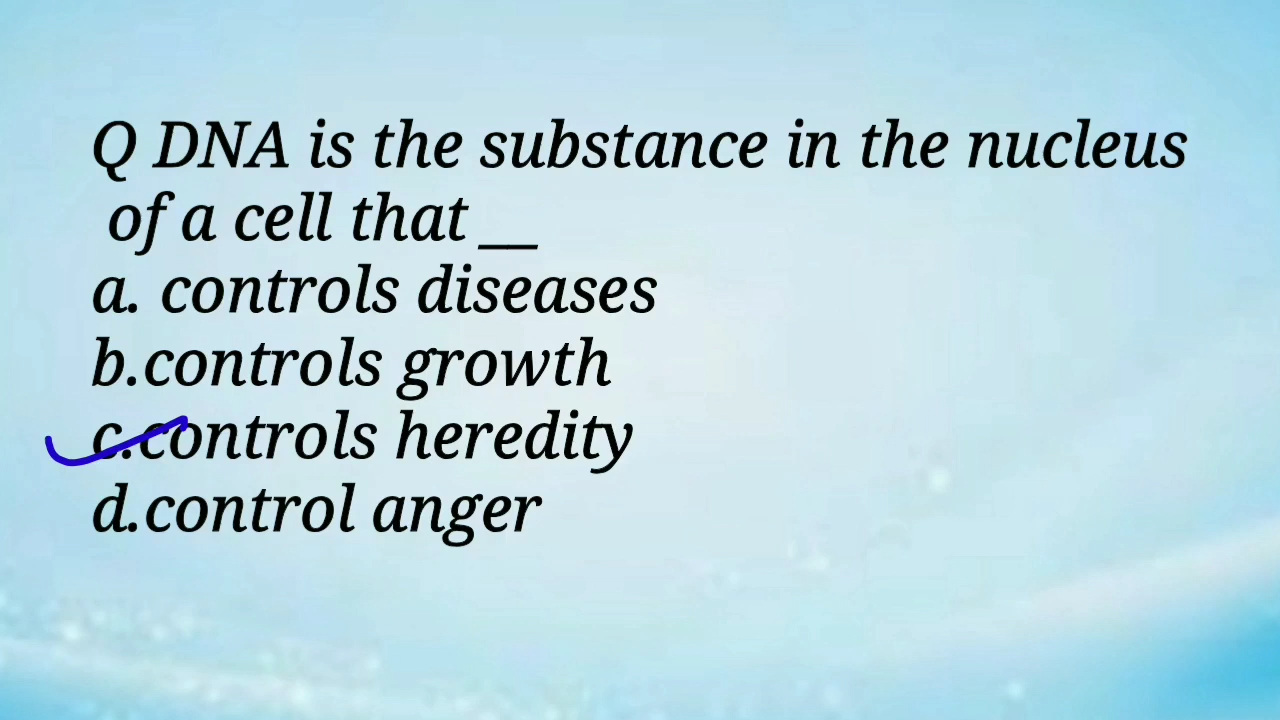 Q DNA is the substance in the nucleus
of a cell that __
a. controls diseases
b.controls growth
c.controls heredity
d.control anger